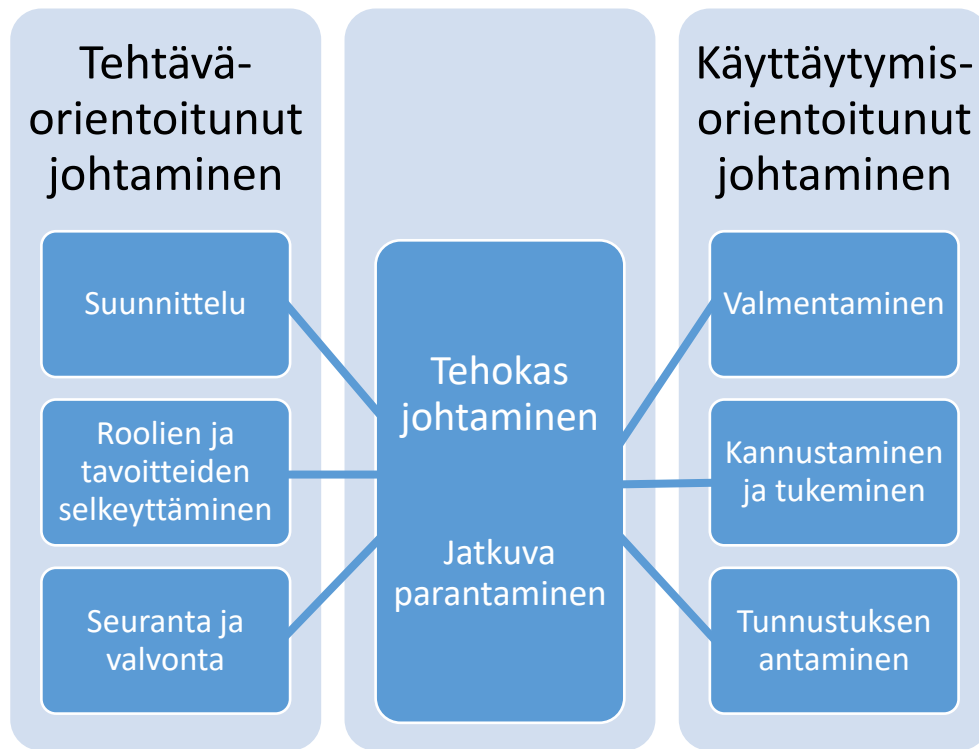 Tehtävä-
orientoitunut
johtaminen
Suunnittelu
Roolien ja
tavoitteiden
selkeyttäminen
Seuranta ja
valvonta
Tehokas
johtaminen
Jatkuva
parantaminen
Käyttäytymis-
orientoitunut
johtaminen
Valmentaminen
Kannustaminen
ja tukeminen
Tunnustuksen
antaminen